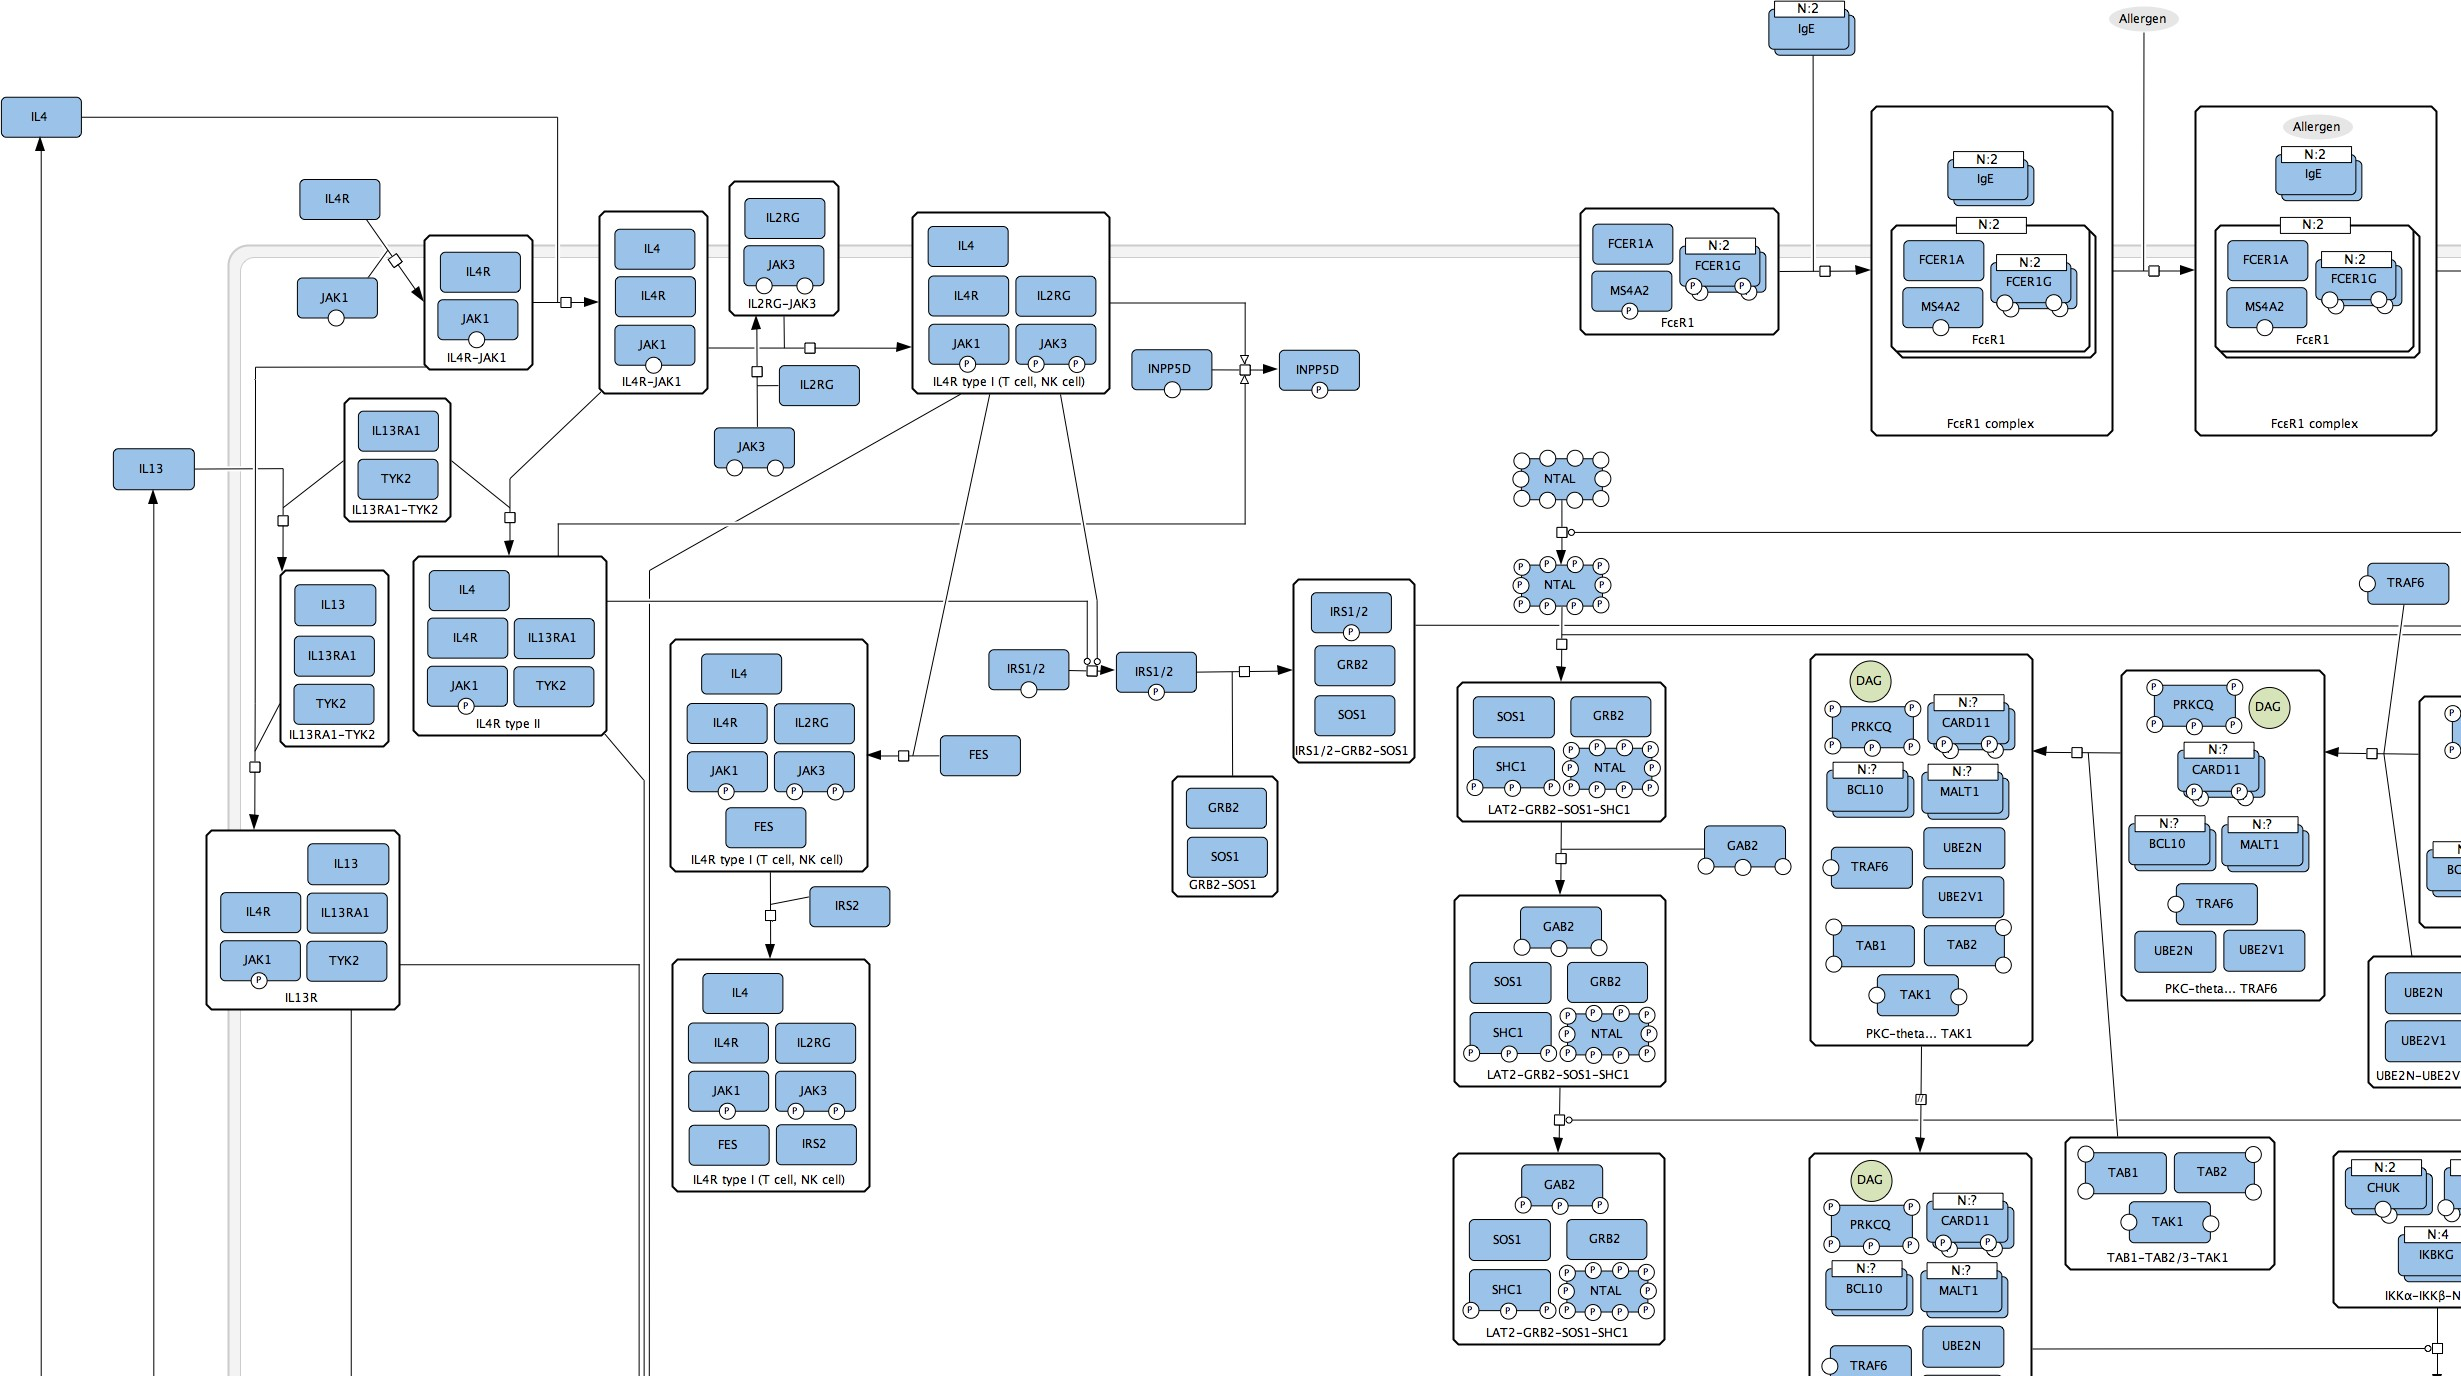 N:2
IgE
Allergen
IL4
IL4R
JAK1
IL4R
JAK1
IL4R-JAK1
IL4
IL4R
JAK1
IL4R-JAK1
IL2RG
JAK3
IL2RG-JAK3
IL2RG
JAK3
IL4
IL4R
IL2RG
JAK1
P
JAK3
P
P
IL4R type I (T cell, NK cell)
INPP5D
INPP5D
P
FCER1A
N:2
FCER1G
P
P
MS4A2
P
FcεR1
N:2
IgE
N:2
FCER1A
N:2
FCER1G
MS4A2
FcεR1
FcεR1 complex
Allergen
N:2
IgE
N:2
FCER1A
N:2
FCER1G
MS4A2
FcεR1
FcεR1 complex
IL13
IL13RA1
TYK2
IL13RA1-TYK2
IL13
IL13RA1
TYK2
IL13RA1-TYK2
IL4
IL4R
IL13RA1
JAK1
P
TYK2
IL4R type II
IL13
IL4R
IL13RA1
JAK1
P
TYK2
IL13R
IL4
IL4R
IL2RG
JAK1
P
JAK3
P
P
FES
IL4R type I (T cell, NK cell)
FES
IRS2
IL4
IL4R
IL2RG
JAK1
P
JAK3
P
P
FES
IRS2
IL4R type I (T cell, NK cell)
IRS1/2
IRS1/2
P
IRS1/2
P
GRB2
SOS1
IRS1/2-GRB2-SOS1
GRB2
SOS1
GRB2-SOS1
NTAL
P P P P
P NTAL P
P P P P
SOS1
GRB2
SHC1
P P P
P P P P
P NTAL P
P P P P
LAT2-GRB2-SOS1-SHC1
GAB2
GAB2
SOS1
GRB2
SHC1
P P P
P P P P
P NTAL P
P P P P
LAT2-GRB2-SOS1-SHC1
GAB2
P P P
SOS1
GRB2
SHC1
P P P
P P P P
P NTAL P
P P P P
LAT2-GRB2-SOS1-SHC1
DAG
P P
PRKCQ
P P P
N:?
CARD11
P P
N:?
BCL10
N:?
MALT1
UBE2N
TRAF6
UBE2V1
TAB1
TAB2
TAK1
PKC-theta... TAK1
P P
PRKCQ
P P P
DAG
N:?
CARD11
P P
N:?
BCL10
N:?
MALT1
TRAF6
UBE2N
UBE2V1
PKC-theta... TRAF6
TRAF6
P
P
N
BC
UBE2N
UBE2V1
UBE2N-UBE2V
DAG
P P
PRKCQ
P P P
N:?
CARD11
P P
N:?
BCL10
N:?
MALT1
UBE2N
TRAF6
TAB1
TAB2
TAK1
TAB1-TAB2/3-TAK1
N:2
CHUK
N:4
IKBKG
IKKα-IKKβ-N